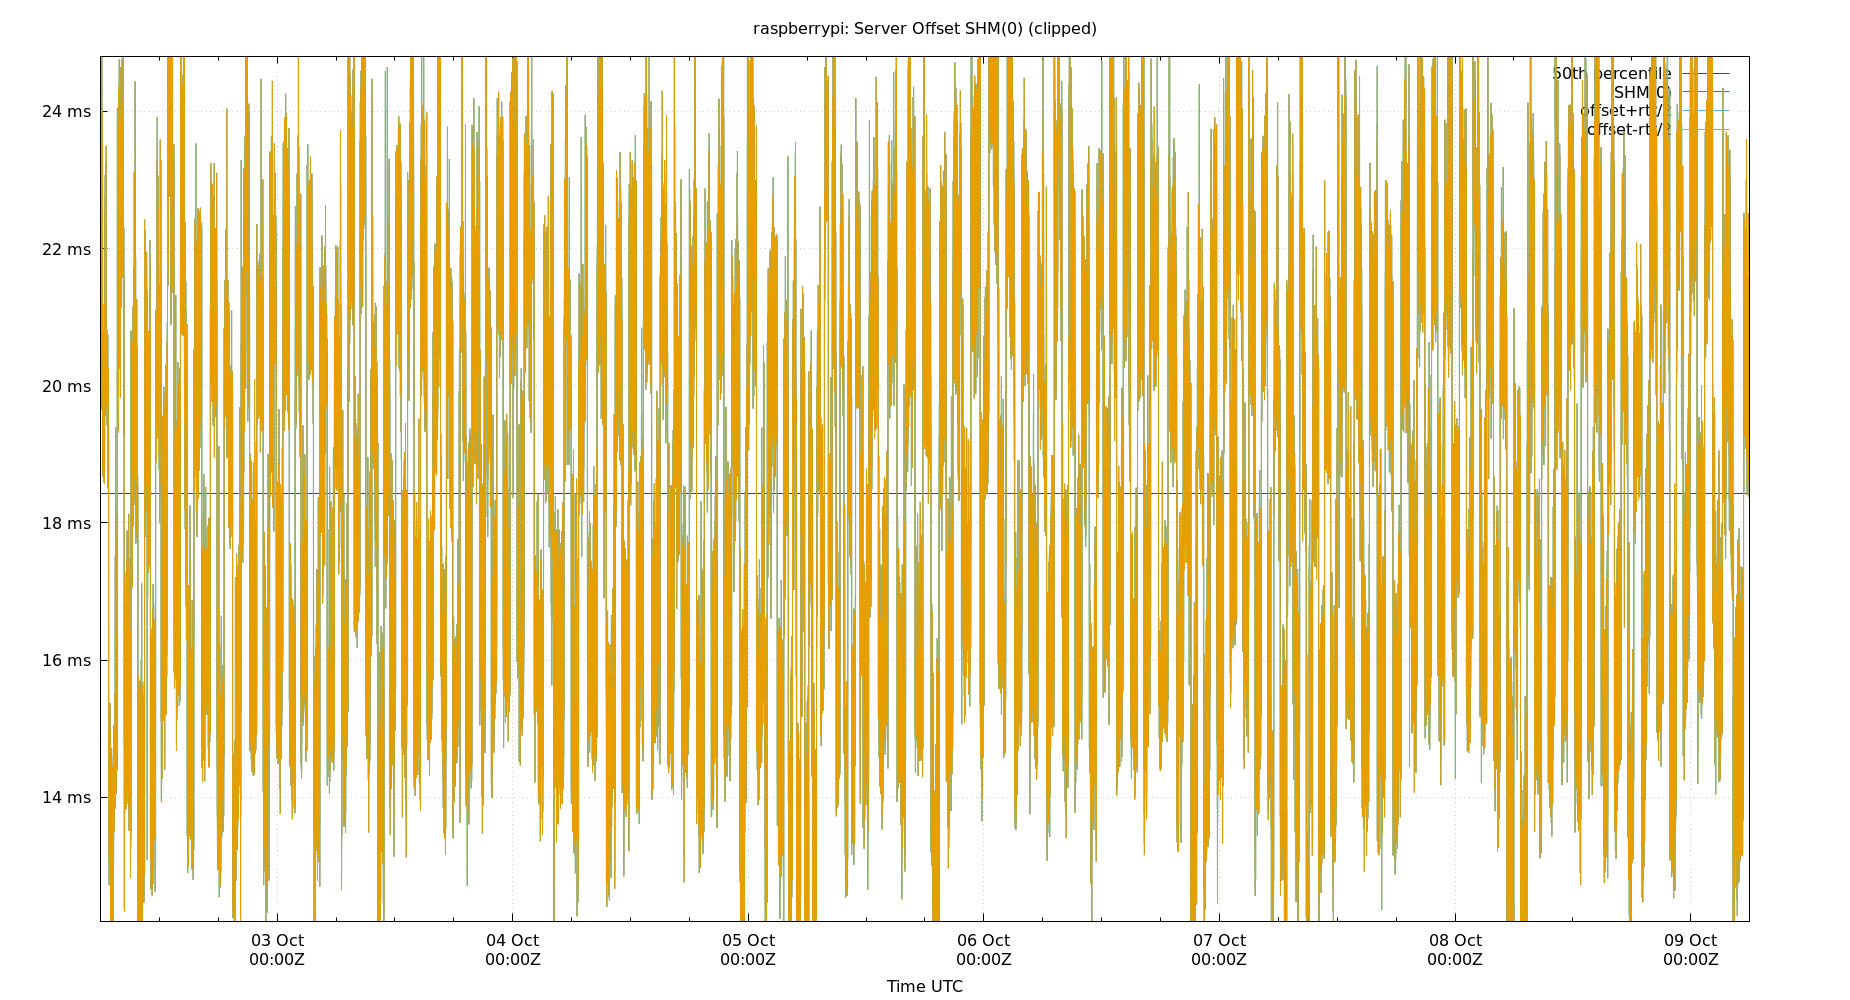 raspberrypi: Server Offset SHM(0) (clipped)
50th percentile
SHM(0)
offset+rtt/2
offset-rtt/2
24 ms
22 ms
20 ms
18 ms
16 ms
14 ms
03 Oct 04 Oct 05 Oct 06 Oct 07 Oct 08 Oct 09 Oct
00:00Z 00:00Z 00:00Z 00:00Z 00:00Z 00:00Z 00:00Z
Time UTC